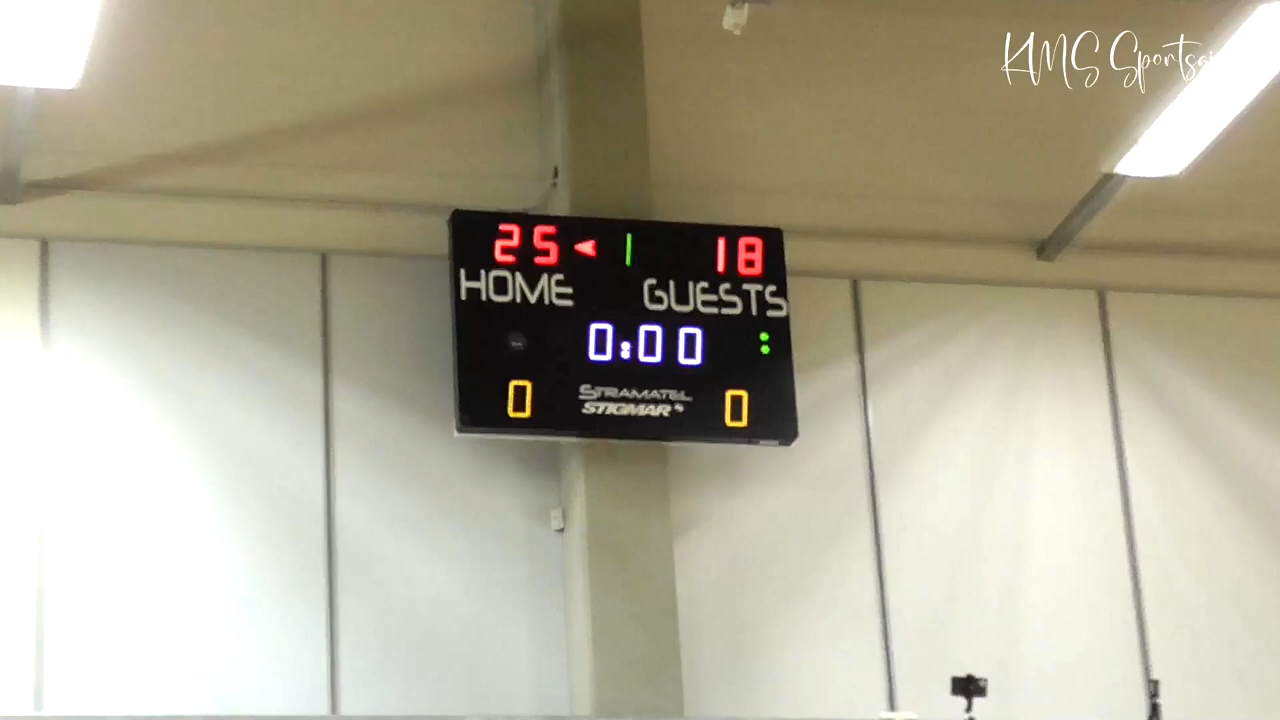 KMS Sports
25 1 18
HOME GUESTS
0:00
0 STRAMATEL 0
STIGMAR